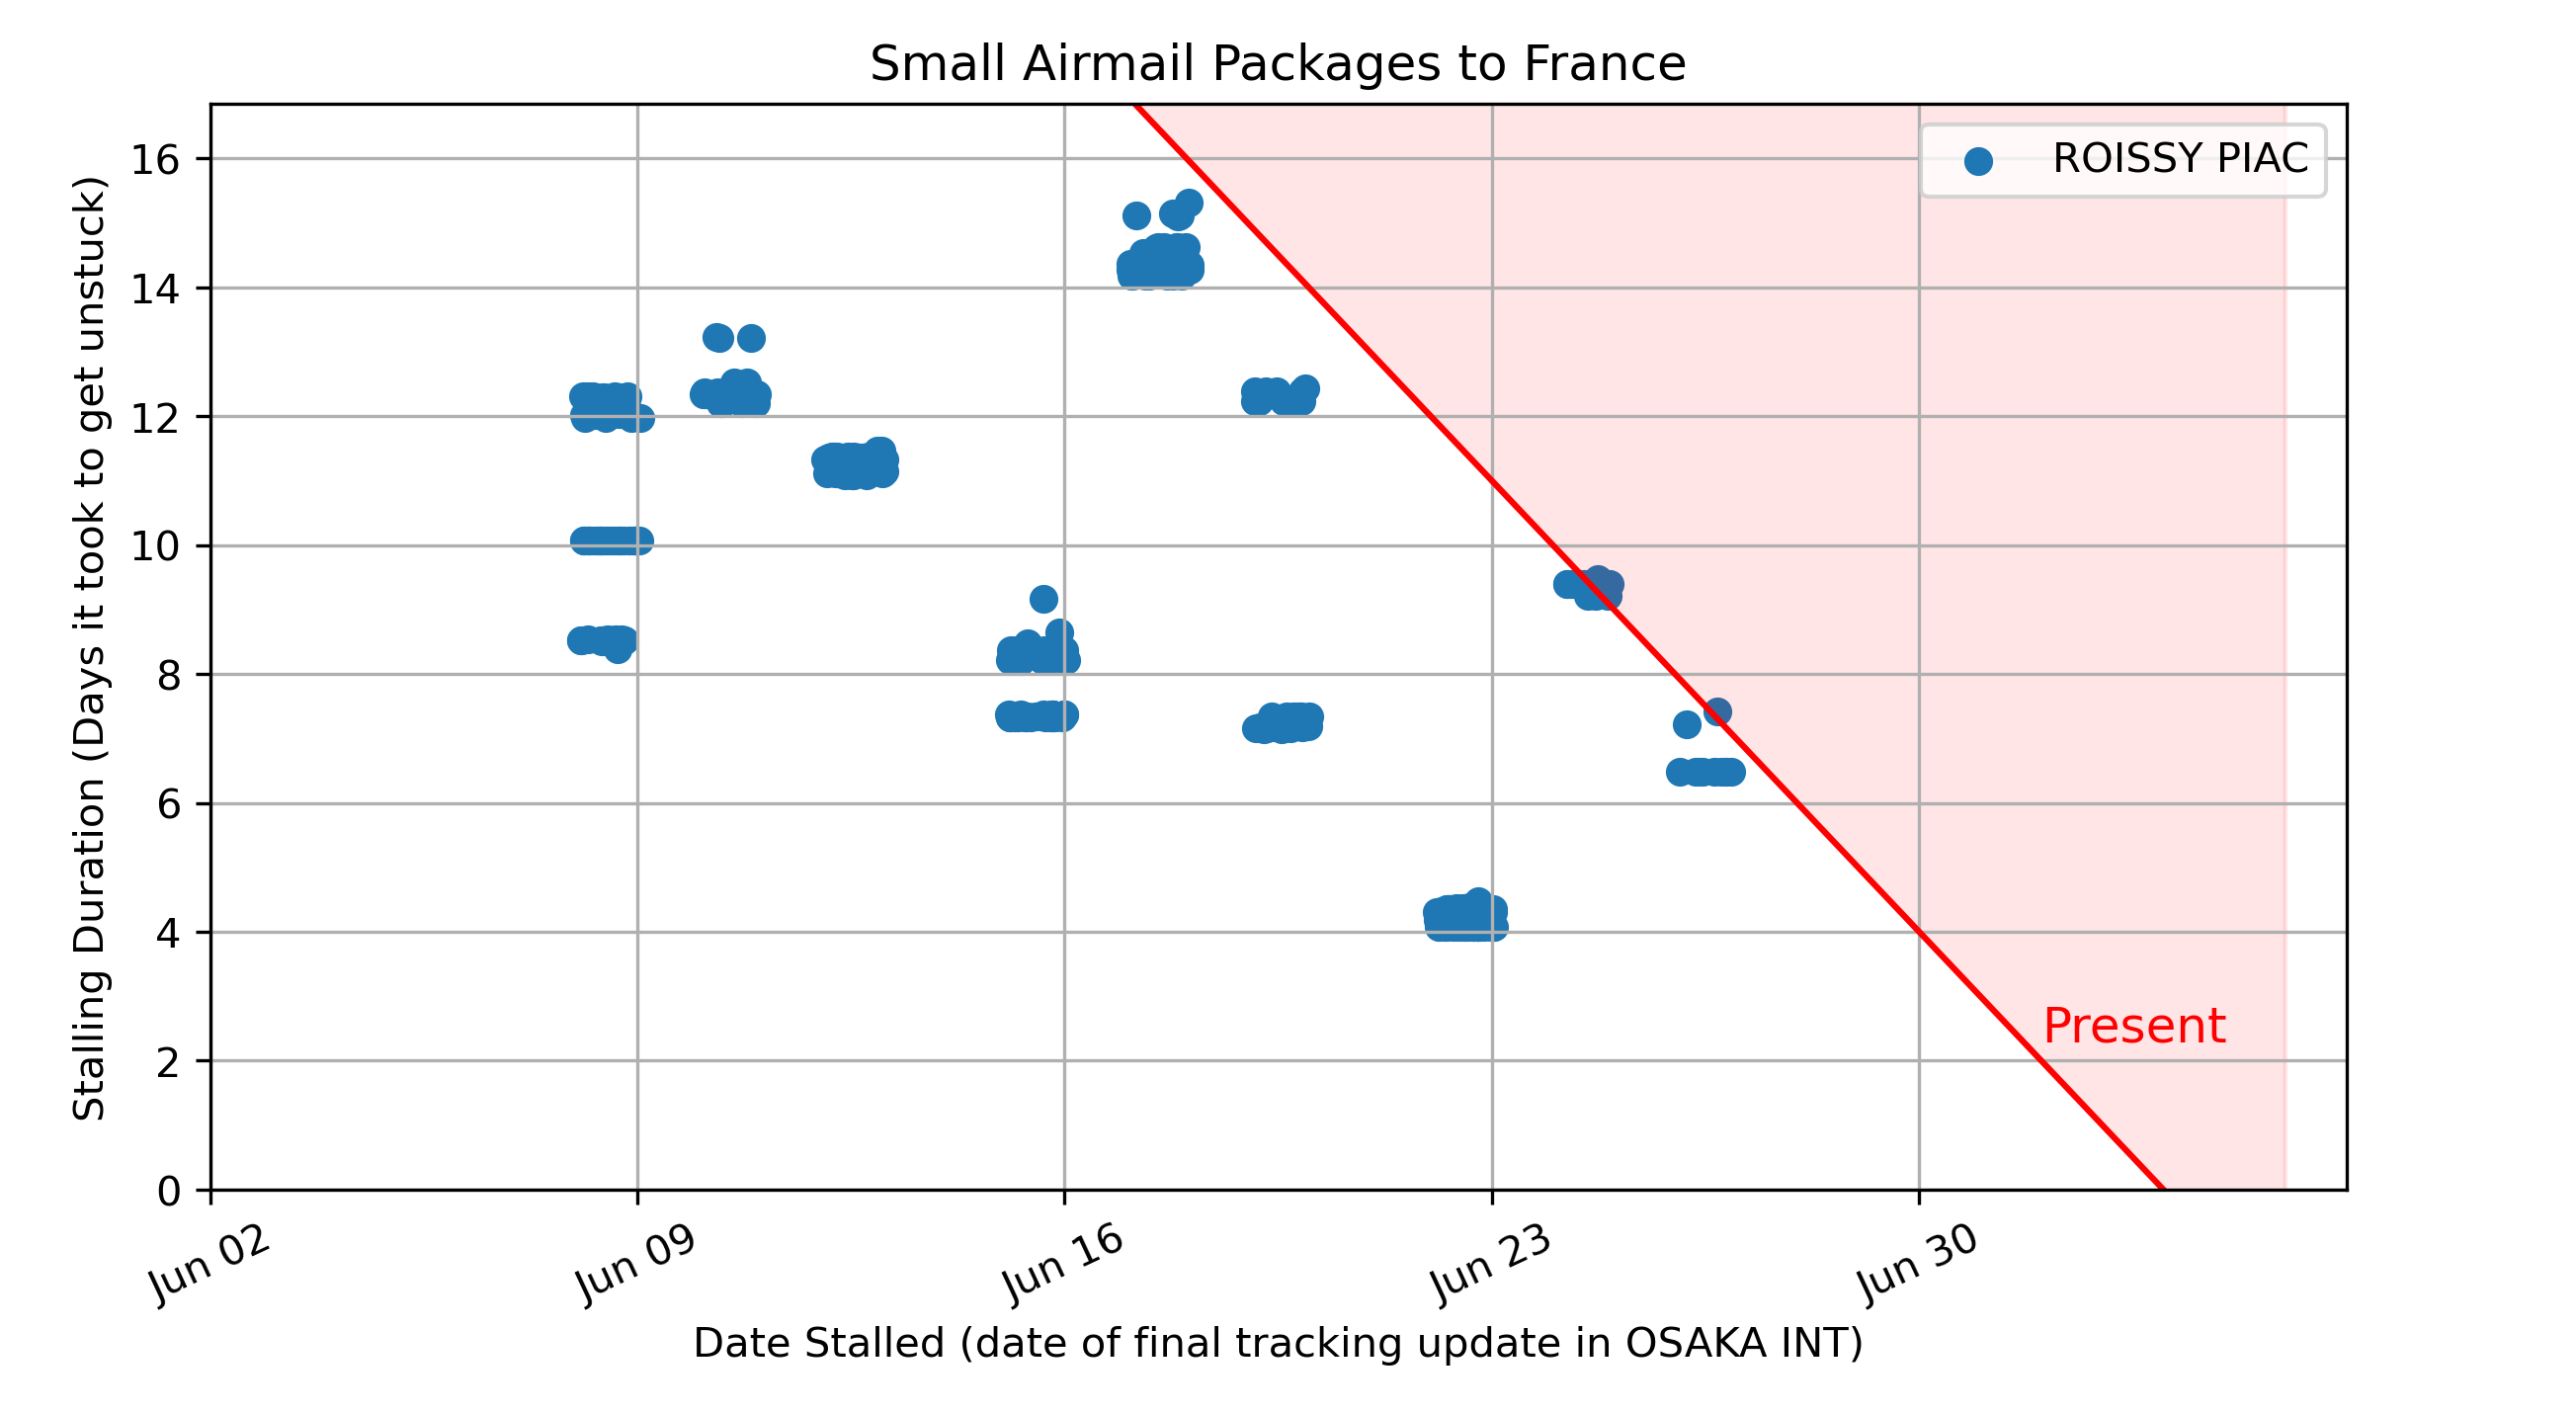 Small Airmail Packages to France
Stalling Duration (Days it took to get unstuck)
16
14
12
10
8
6
4
2
0
ROISSY PIAC
Present
Jun 02
Jun 09
Jun 16
Jun 23
Jun 30
Date Stalled (date of final tracking update in OSAKA INT)